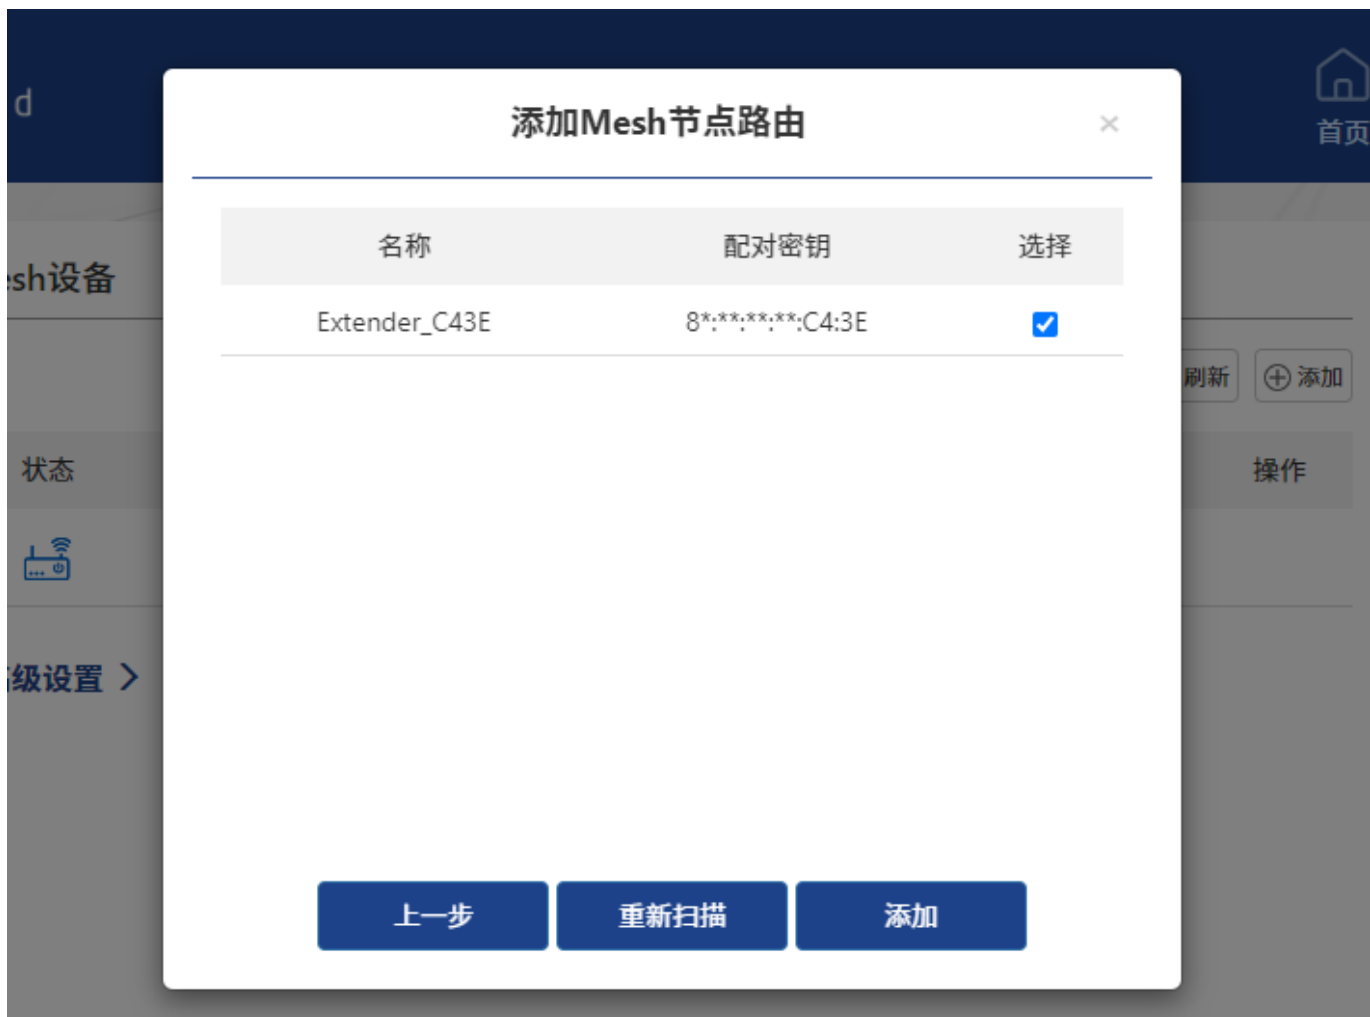 d
首页
添加Mesh节点路由
×
名称 配对密钥 选择
Extender_C43E 8*:**:**:**:C4:3E
esh设备
刷新 添加
状态 操作
级设置
上一步 重新扫描 添加